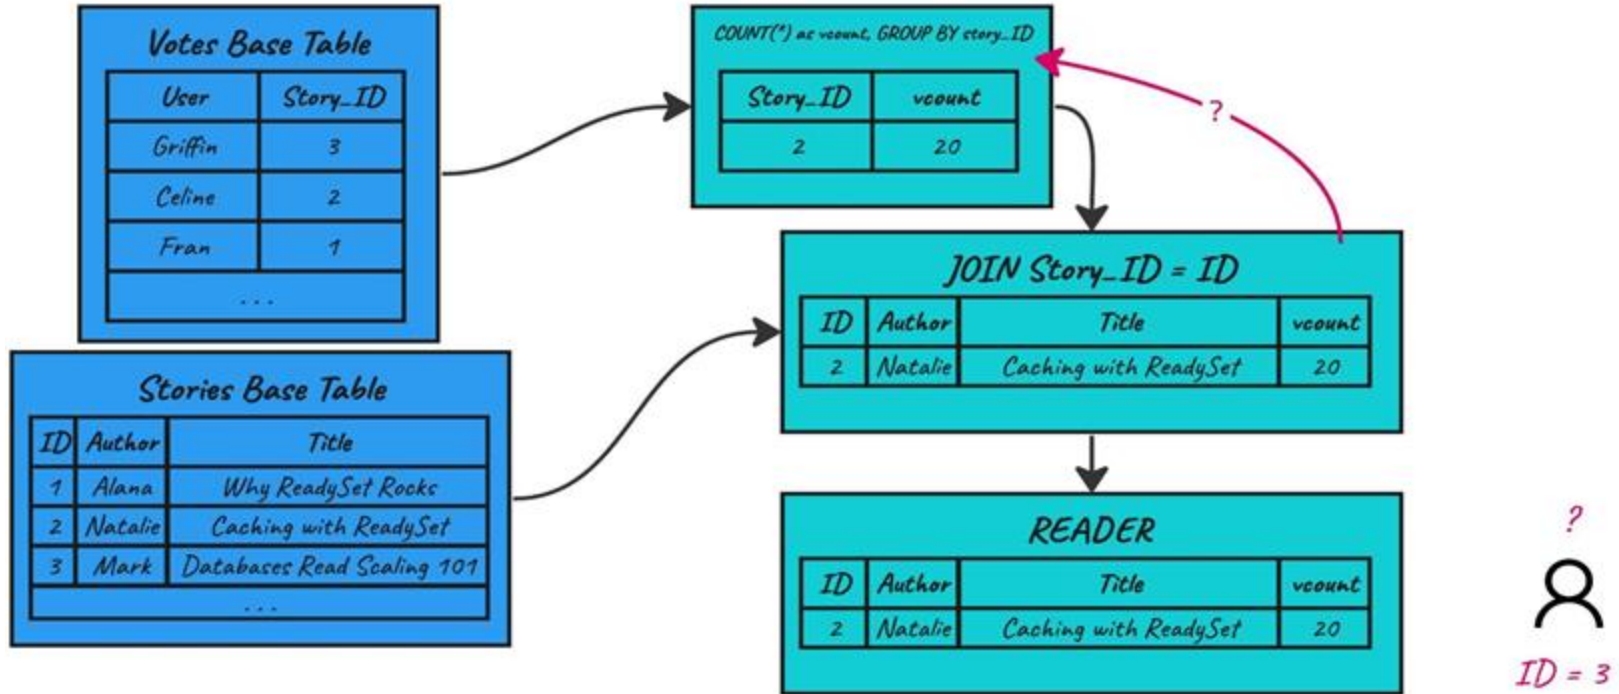 Votes Base Table
User Story_ID
Griffin 3
Celine 2
Fran 1
...
Stories Base Table
ID Author Title
1 Alana Why ReadySet Rocks
2 Natalie Caching with ReadySet
3 Mark Databases Read Scaling 101
...
COUNT(*) as vcount, GROUP BY story_ID
Story_ID vcount
2 20
?
JOIN Story_ID = ID
ID Author Title vcount
2 Natalie Caching with ReadySet 20
READER
ID Author Title vcount
2 Natalie Caching with ReadySet 20
?
ID = 3